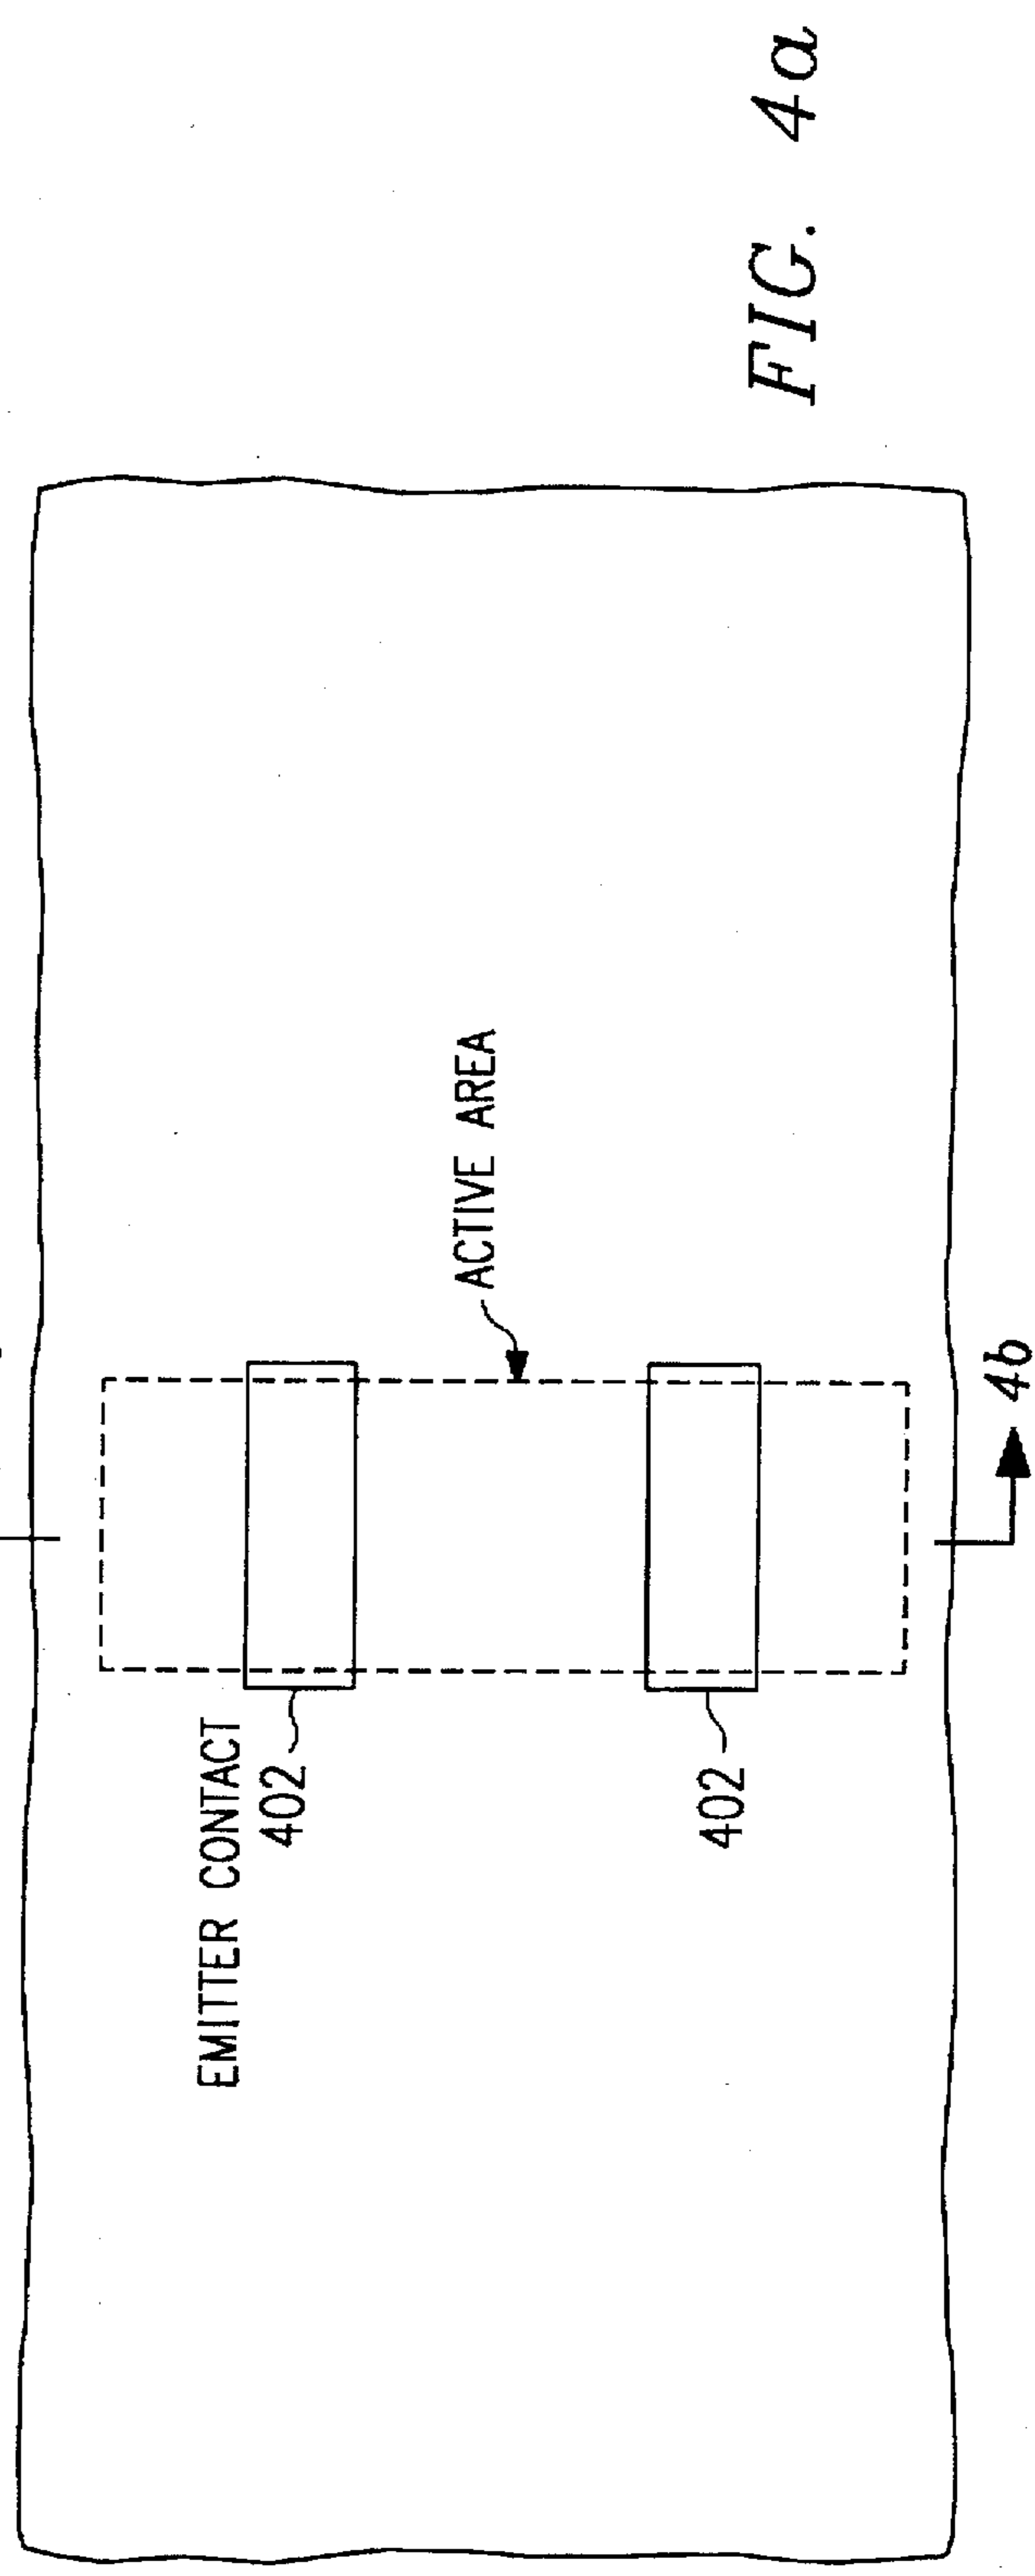 EMITTER CONTACT
402
402
ACTIVE AREA
4b
FIG. 4a